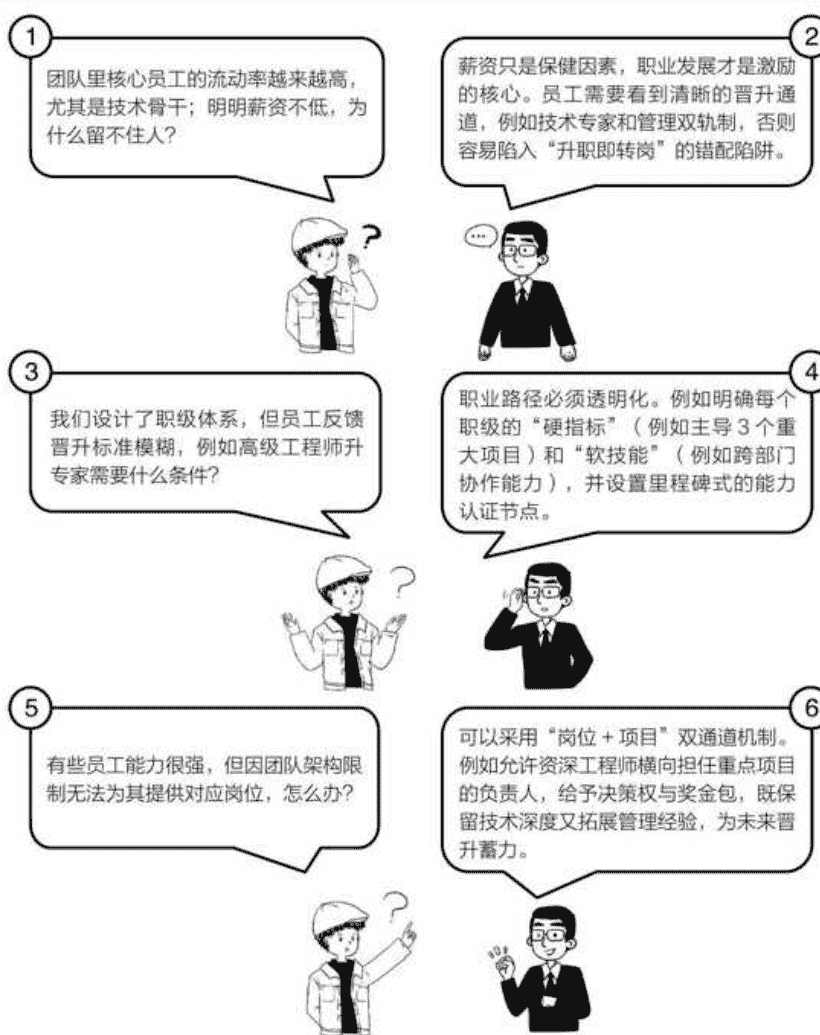 1
团队里核心员工的流动率越来越高，
尤其是技术骨干；明明薪资不低，为
什么留不住人？
2
薪资只是保健因素，职业发展才是激励
的核心。员工需要看到清晰的晋升通
道，例如技术专家和管理双轨制，否则
容易陷入“升职即转岗”的错配陷阱。
?
...
3
我们设计了职级体系，但员工反馈
晋升标准模糊，例如高级工程师升
专家需要什么条件？
4
职业路径必须透明化。例如明确每个
职级的“硬指标”（例如主导3个重
大项目）和“软技能”（例如跨部门
协作能力），并设置里程碑式的能力
认证节点。
?
5
有些员工能力很强，但因团队架构限
制无法为其提供对应岗位，怎么办？
6
可以采用“岗位+项目”双通道机制。
例如允许资深工程师横向担任重点项目
的负责人，给予决策权与奖金包，既保
留技术深度又拓展管理经验，为未来晋
升蓄力。
?